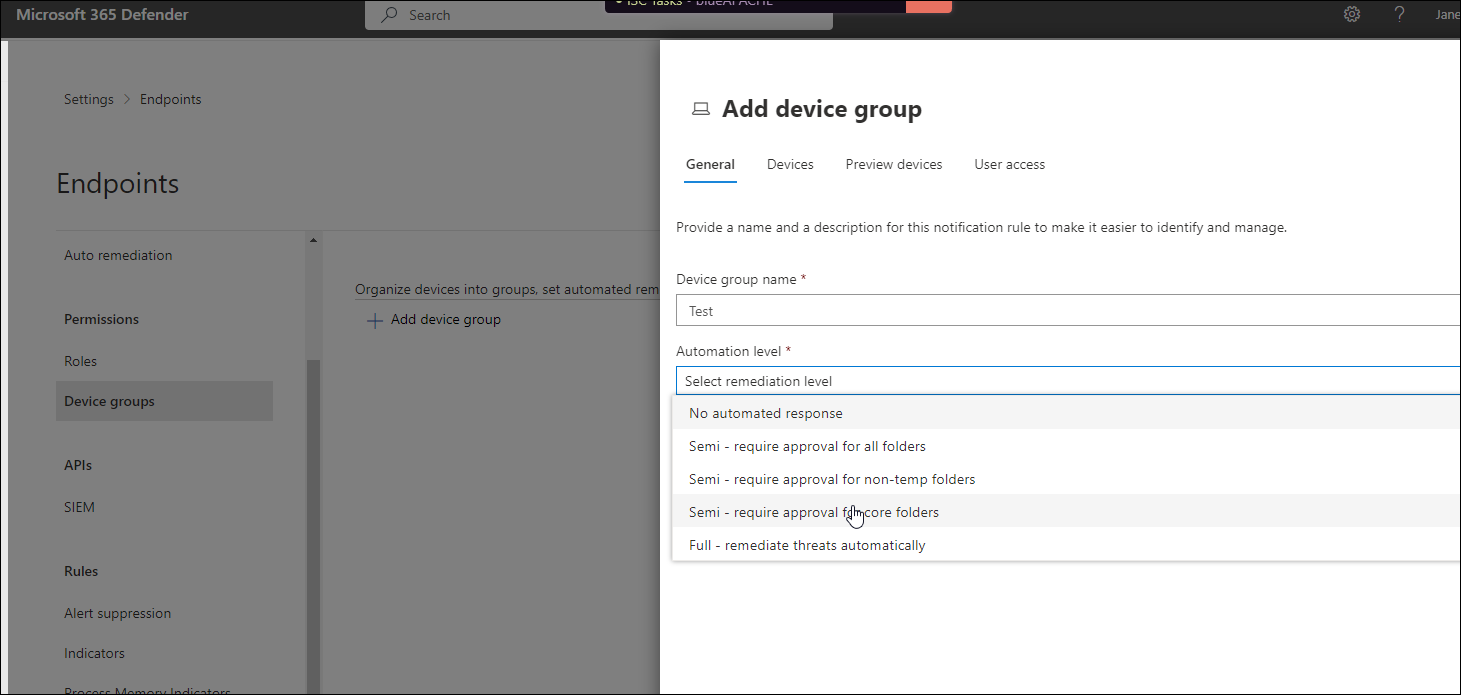 Microsoft 365 Defender
Search
ISC Tasks - blueAPACHE
Jane
Settings > Endpoints
Endpoints
Auto remediation
Permissions
Roles
Device groups
APIs
SIEM
Rules
Alert suppression
Indicators
Process Memory Indicators
Organize devices into groups, set automated rem
Add device group
Add device group
General Devices Preview devices User access
Provide a name and a description for this notification rule to make it easier to identify and manage.
Device group name *
Test
Automation level *
Select remediation level
No automated response
Semi - require approval for all folders
Semi - require approval for non-temp folders
Semi - require approval for core folders
Full - remediate threats automatically